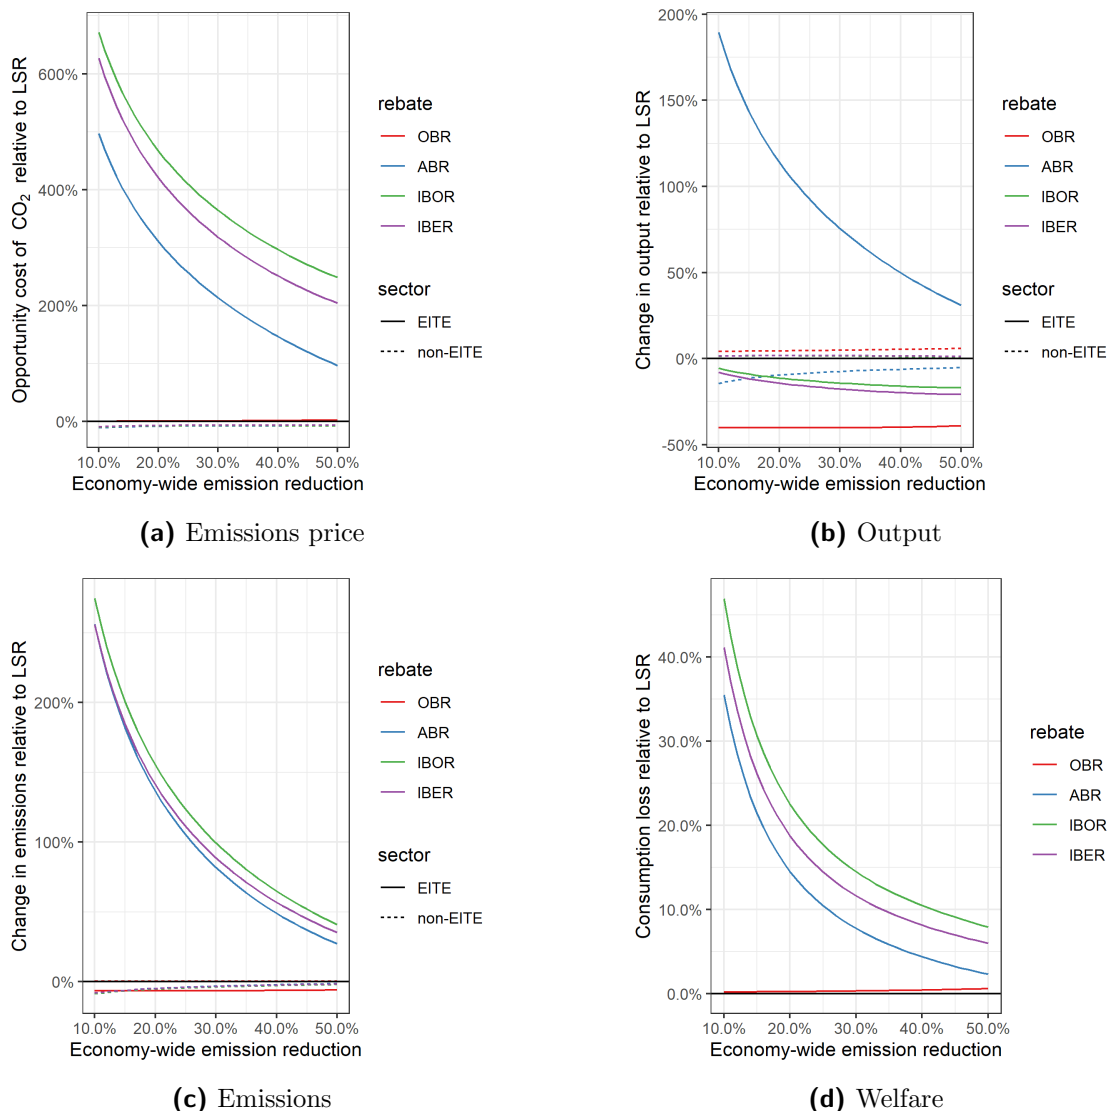 Opportunity cost of CO₂ relative to LSR
600%
400%
200%
0%
10.0% 20.0% 30.0% 40.0% 50.0%
Economy-wide emission reduction
rebate
OBR
ABR
IBOR
IBER
sector
EITE
non-EITE
(a) Emissions price
Change in output relative to LSR
200%
150%
100%
50%
0%
-50%
10.0% 20.0% 30.0% 40.0% 50.0%
Economy-wide emission reduction
rebate
OBR
ABR
IBOR
IBER
sector
EITE
non-EITE
(b) Output
Change in emissions relative to LSR
200%
100%
0%
10.0% 20.0% 30.0% 40.0% 50.0%
Economy-wide emission reduction
rebate
OBR
ABR
IBOR
IBER
sector
EITE
non-EITE
(c) Emissions
Consumption loss relative to LSR
40.0%
30.0%
20.0%
10.0%
0.0%
10.0% 20.0% 30.0% 40.0% 50.0%
Economy-wide emission reduction
rebate
OBR
ABR
IBOR
IBER
(d) Welfare